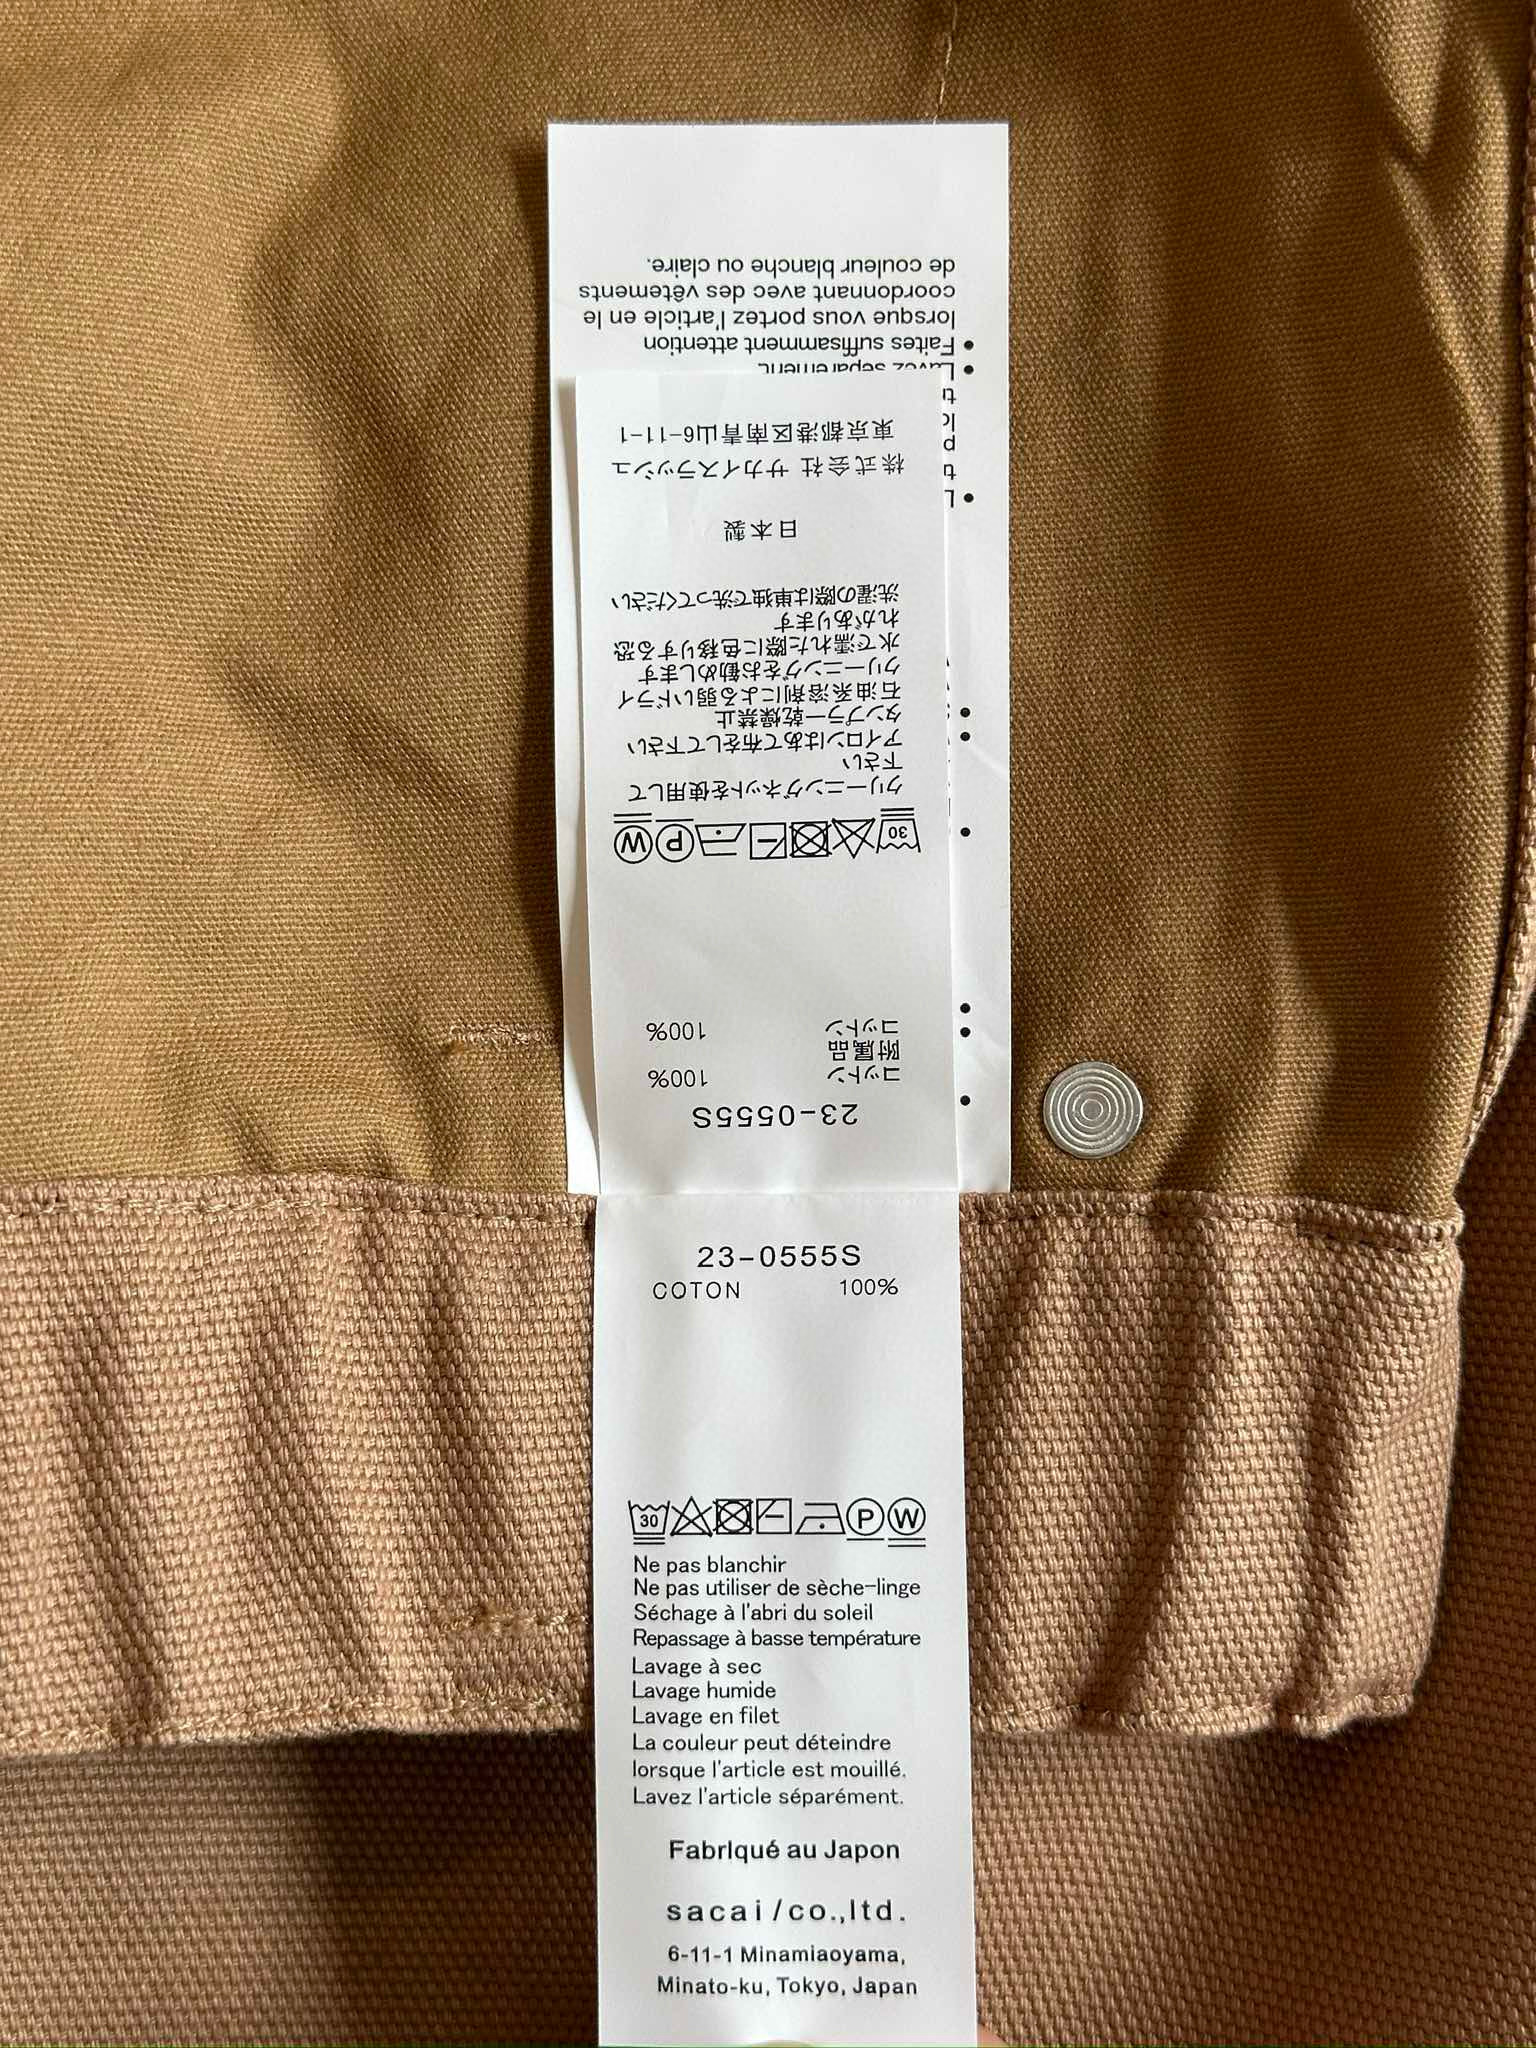 de couleur blanche ou claire.
coordonnant avec des vêtements
lorsque vous portez l'article en le
• Faites suffisamment attention
• Lavez séparément.
東京都港区南青山6-11-1
株式会社 サカイスラッシュ
日本製
洗濯の際は単独で洗ってください
れがあります
水で濡れた際に色移りする恐
クリーニングをお勧めします
石油系溶剤による弱いドライ
タンブラー乾燥禁止
アイロンはあて布をして下さい
下さい
クリーニングネットを使用して
30 P W
コットン 100%
附属品
コットン 100%
23-0555S
23-0555S
COTON 100%
30 P W
Ne pas blanchir
Ne pas utiliser de sèche-linge
Séchage à l'abri du soleil
Repassage à basse température
Lavage à sec
Lavage humide
Lavage en filet
La couleur peut déteindre
lorsque l'article est mouillé.
Lavez l'article séparément.
Fabriqué au Japon
sacai/co.,ltd.
6-11-1 Minamiaoyama,
Minato-ku, Tokyo, Japan